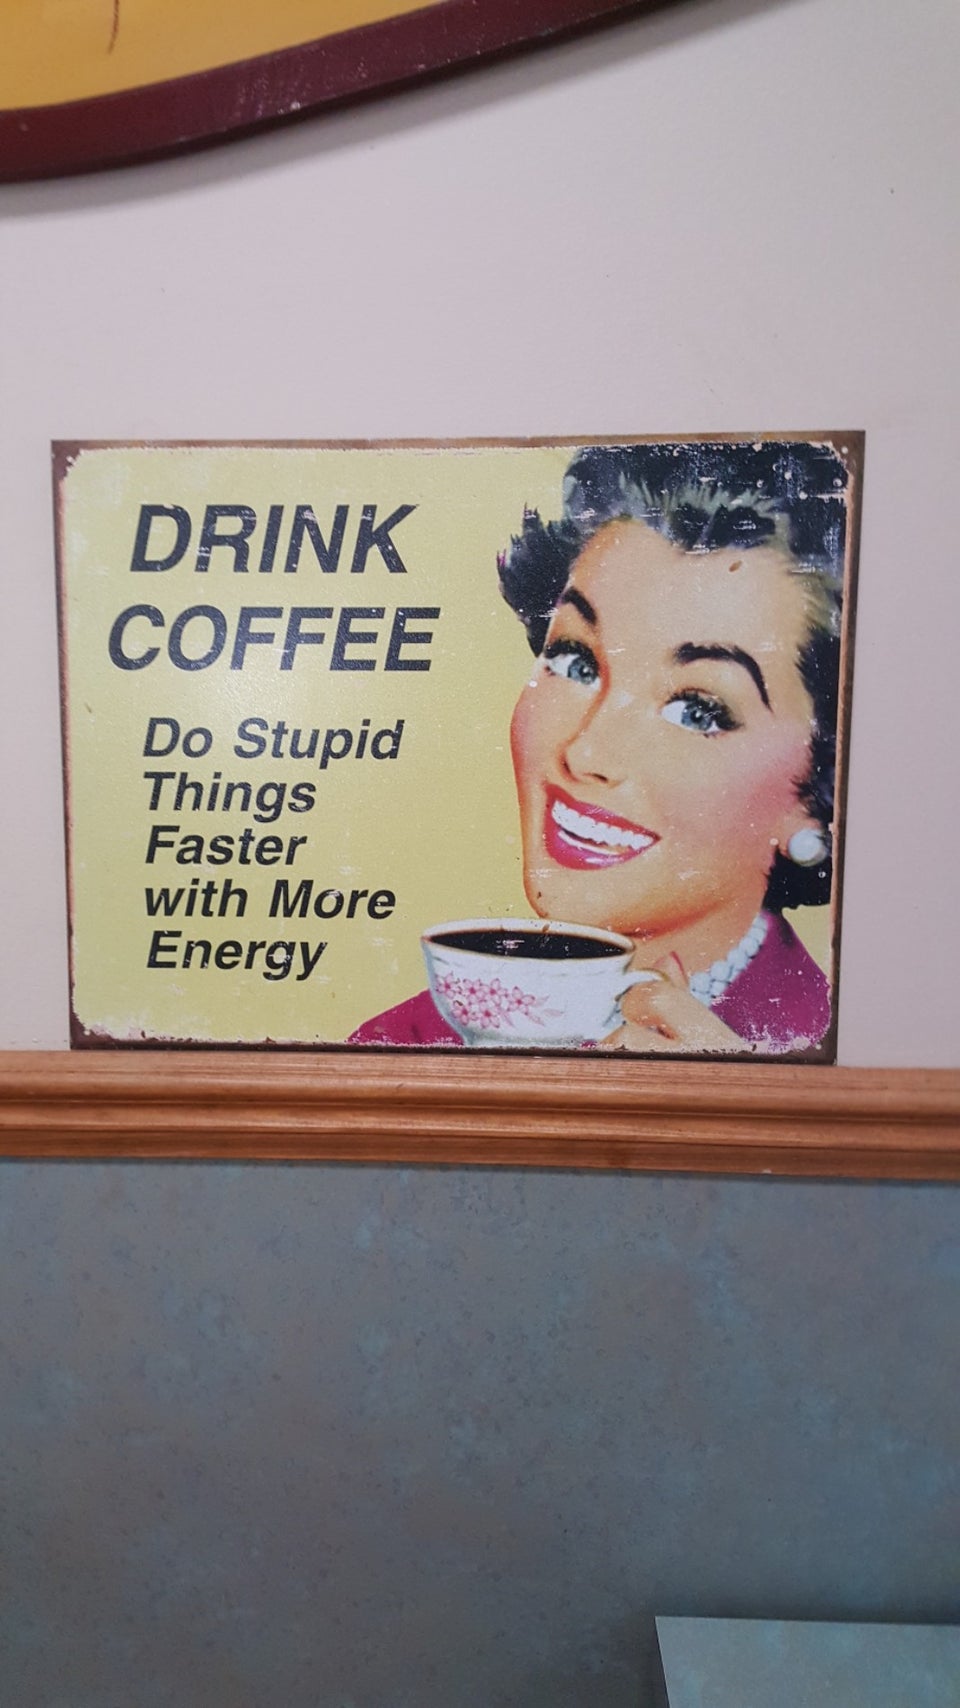 DRINK
COFFEE
Do Stupid
Things
Faster
with More
Energy